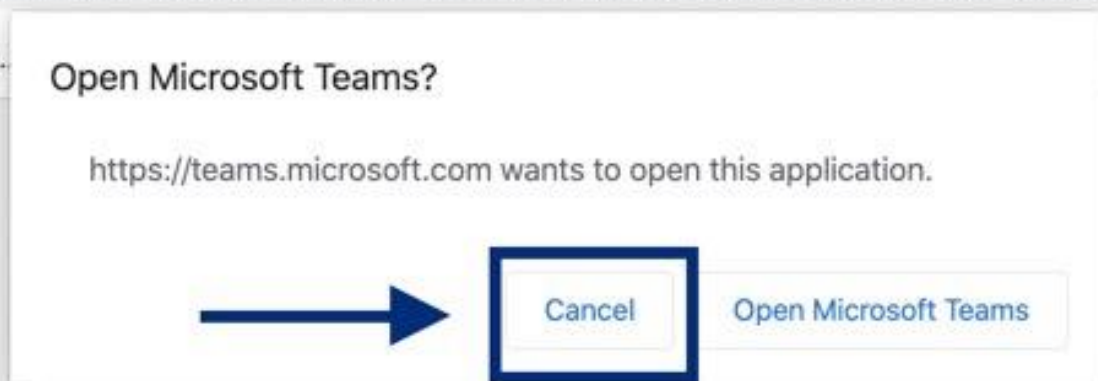 Open Microsoft Teams?
https://teams.microsoft.com wants to open this application.
Cancel
Open Microsoft Teams